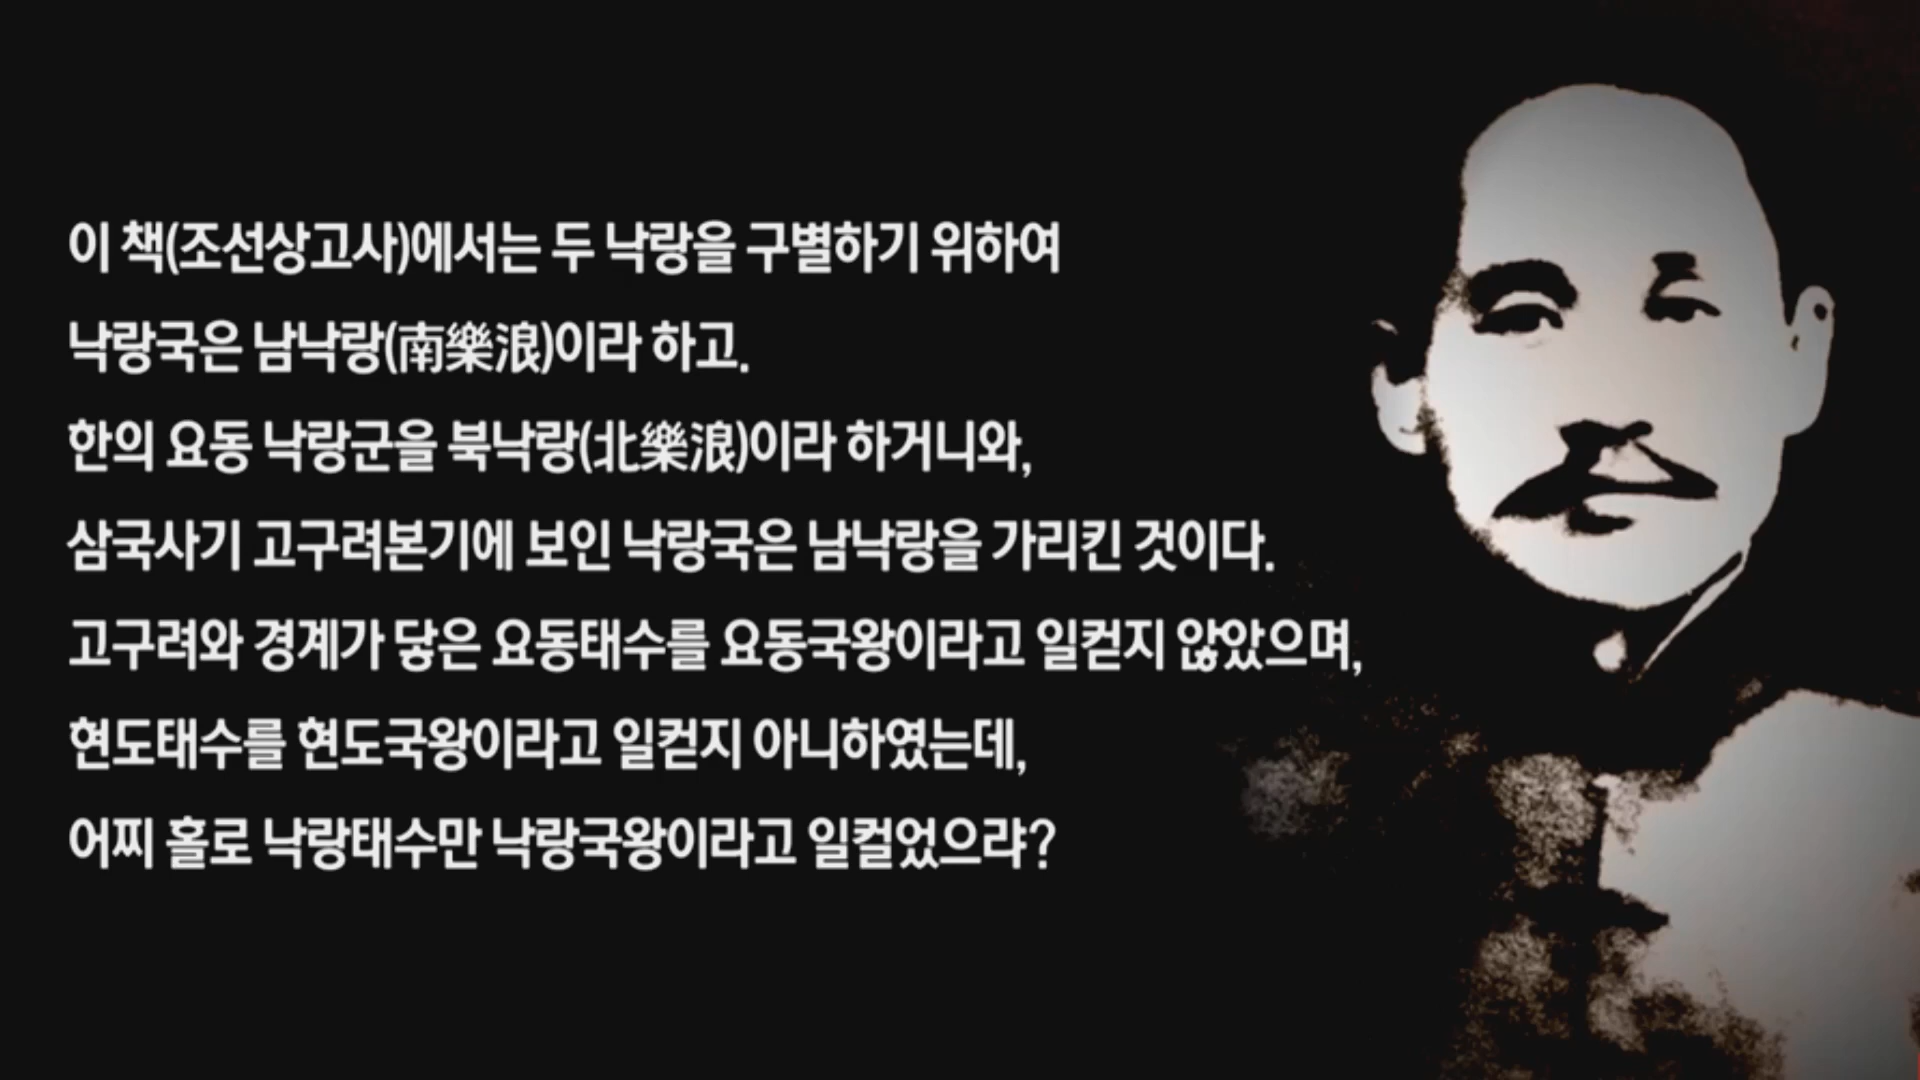 이 책(조선상고사)에서는 두 낙랑을 구별하기 위하여
낙랑국은 남낙랑(南樂浪)이라 하고.
한의 요동 낙랑군을 북낙랑(北樂浪)이라 하거니와,
삼국사기 고구려본기에 보인 낙랑국은 남낙랑을 가리킨 것이다.
고구려와 경계가 닿은 요동태수를 요동국왕이라고 일컫지 않았으며,
현도태수를 현도국왕이라고 일컫지 아니하였는데,
어찌 홀로 낙랑태수만 낙랑국왕이라고 일컬었으랴?